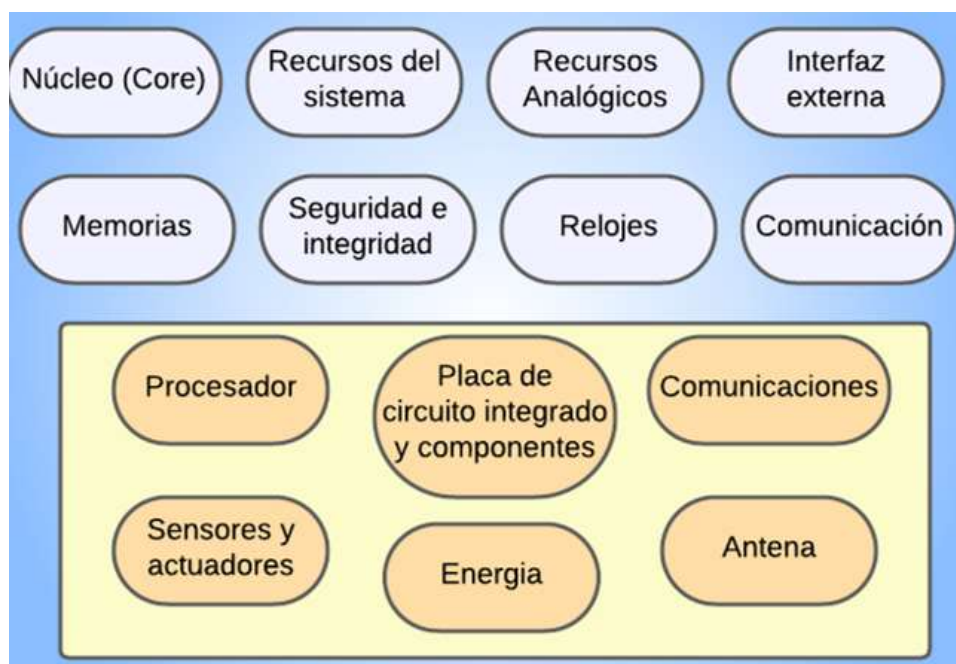 Núcleo (Core)
Recursos del
sistema
Recursos
Analógicos
Interfaz
externa
Memorias
Seguridad e
integridad
Relojes
Comunicación
Procesador
Placa de
circuito integrado
y componentes
Comunicaciones
Sensores y
actuadores
Energia
Antena